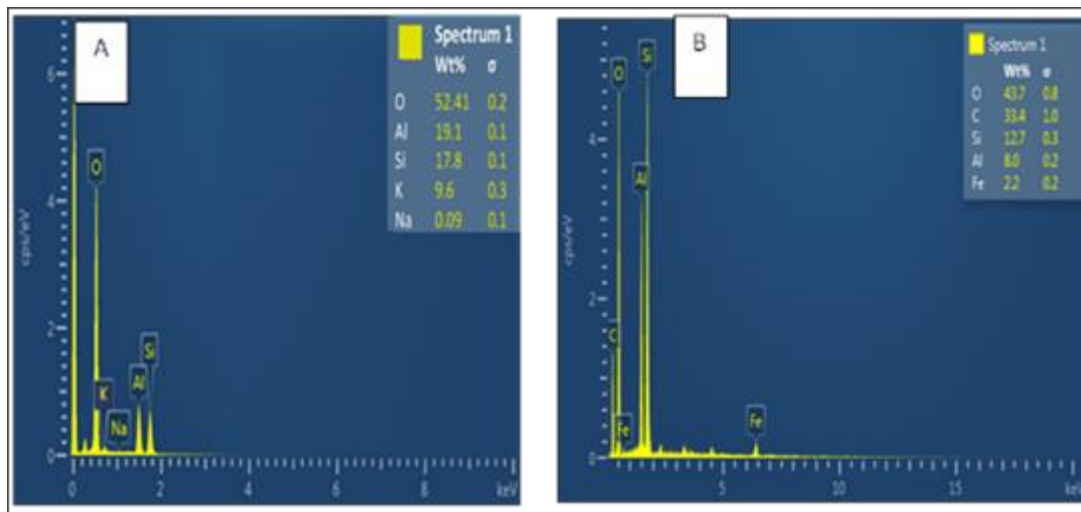 A
Spectrum 1
Wt% σ
O 52.41 0.2
Al 19.1 0.1
Si 17.8 0.1
K 9.6 0.3
Na 0.09 0.1
6
4
2
0
cps/eV
O
Si
Al
K
Na
0 2 4 6 8 keV
B
Spectrum 1
Wt% σ
O 43.7 0.8
C 33.4 1.0
Si 12.7 0.3
Al 8.0 0.2
Fe 2.2 0.2
4
2
0
cps/eV
Si
O
Al
C
Fe
Fe
5 10 15 keV